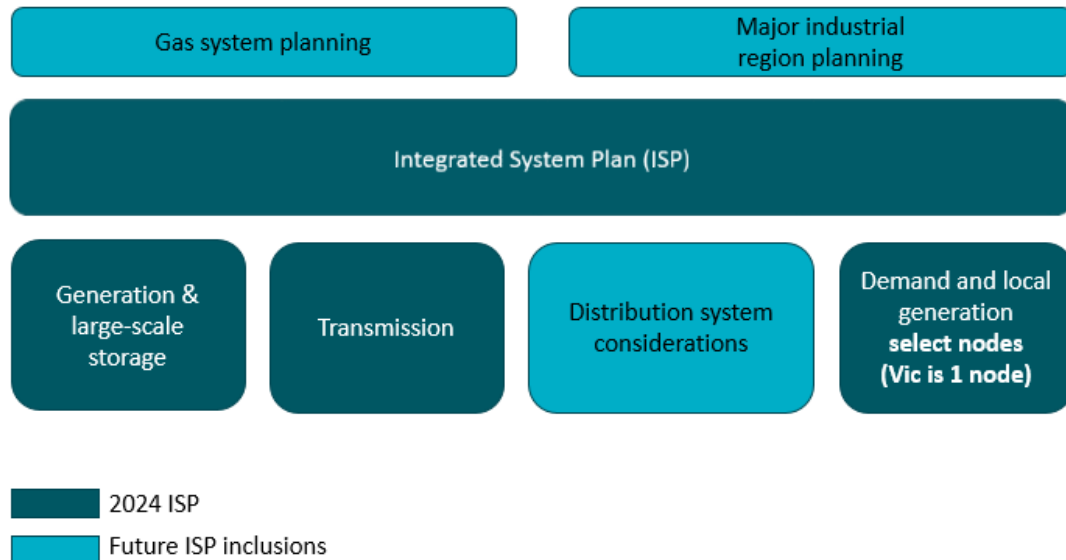 Gas system planning
Major industrial
region planning
Integrated System Plan (ISP)
Generation &
large-scale
storage
Transmission
Distribution system
considerations
Demand and local
generation
select nodes
(Vic is 1 node)
2024 ISP
Future ISP inclusions